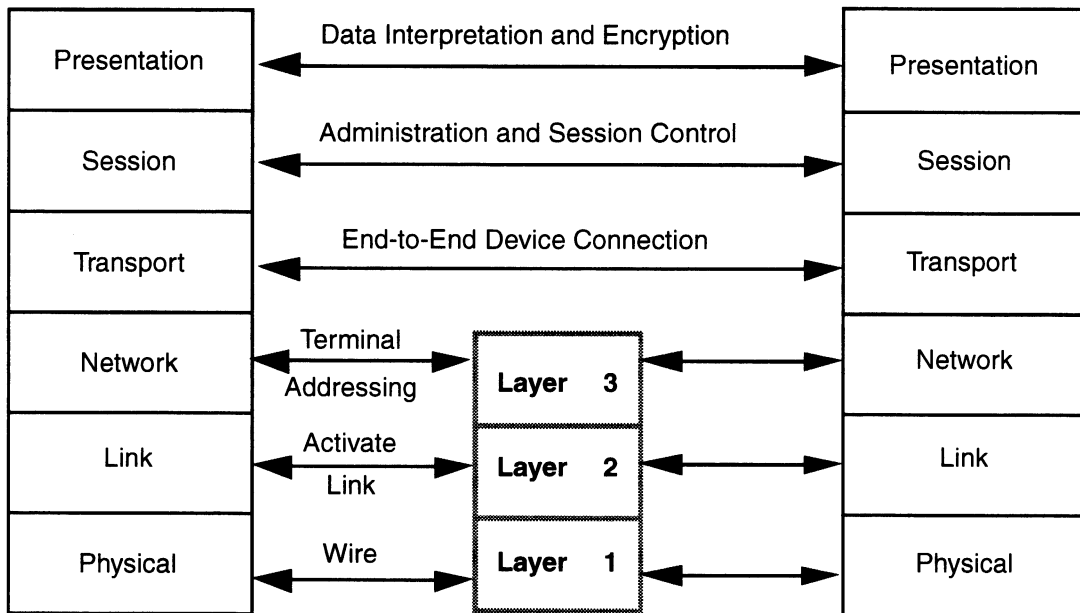 Data Interpretation and Encryption
Presentation
Presentation
Administration and Session Control
Session
Session
End-to-End Device Connection
Transport
Transport
Terminal
Network
Addressing
Layer 3
Network
Activate
Link
Link
Layer 2
Link
Wire
Physical
Layer 1
Physical